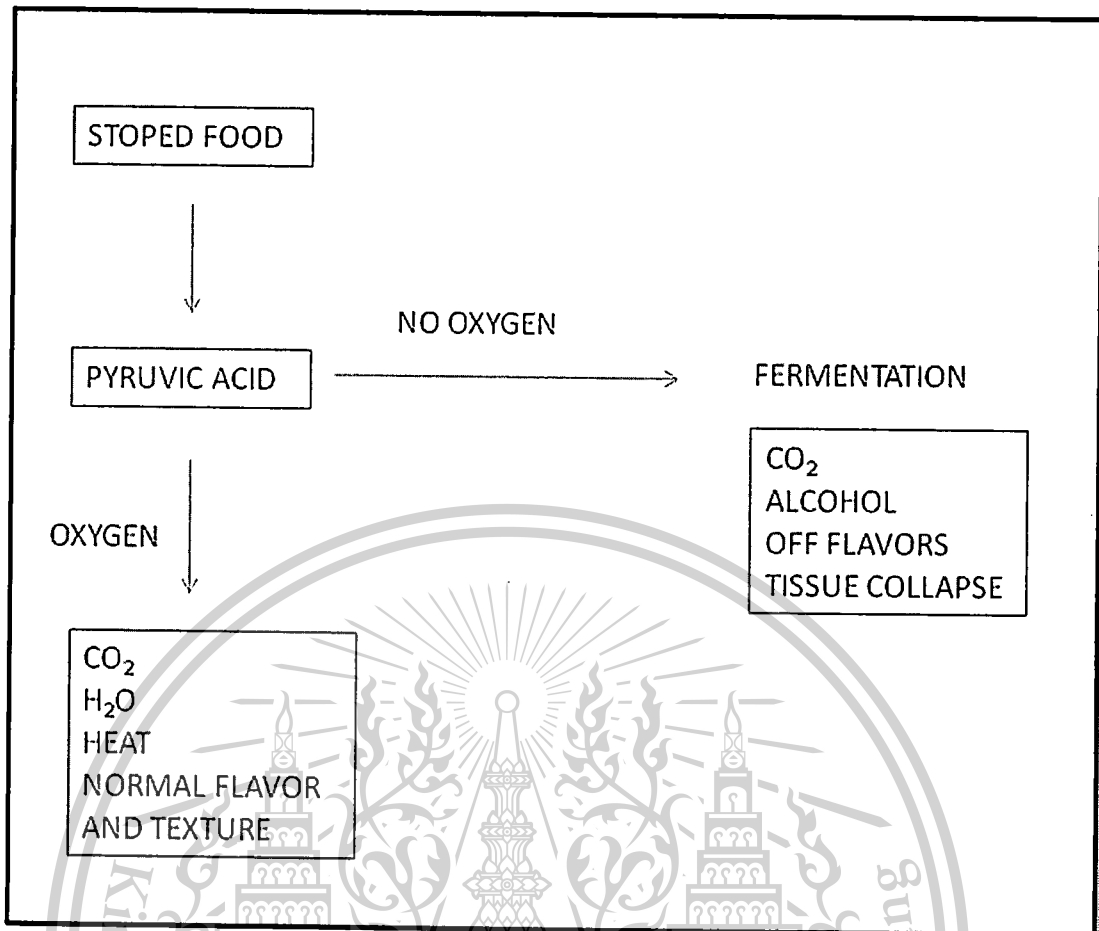 STOPED FOOD
NO OXYGEN
PYRUVIC ACID
FERMENTATION
OXYGEN
CO₂
ALCOHOL
OFF FLAVORS
TISSUE COLLAPSE
CO₂
H₂O
HEAT
NORMAL FLAVOR
AND TEXTURE